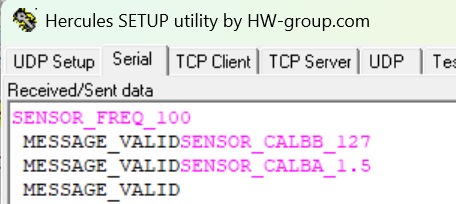 Hercules SETUP utility by HW-group.com
UDP Setup Serial TCP Client TCP Server UDP Tes
Received/Sent data
SENSOR_FREQ_100
MESSAGE_VALIDSENSOR_CALBB_127
MESSAGE_VALIDSENSOR_CALBA_1.5
MESSAGE_VALID